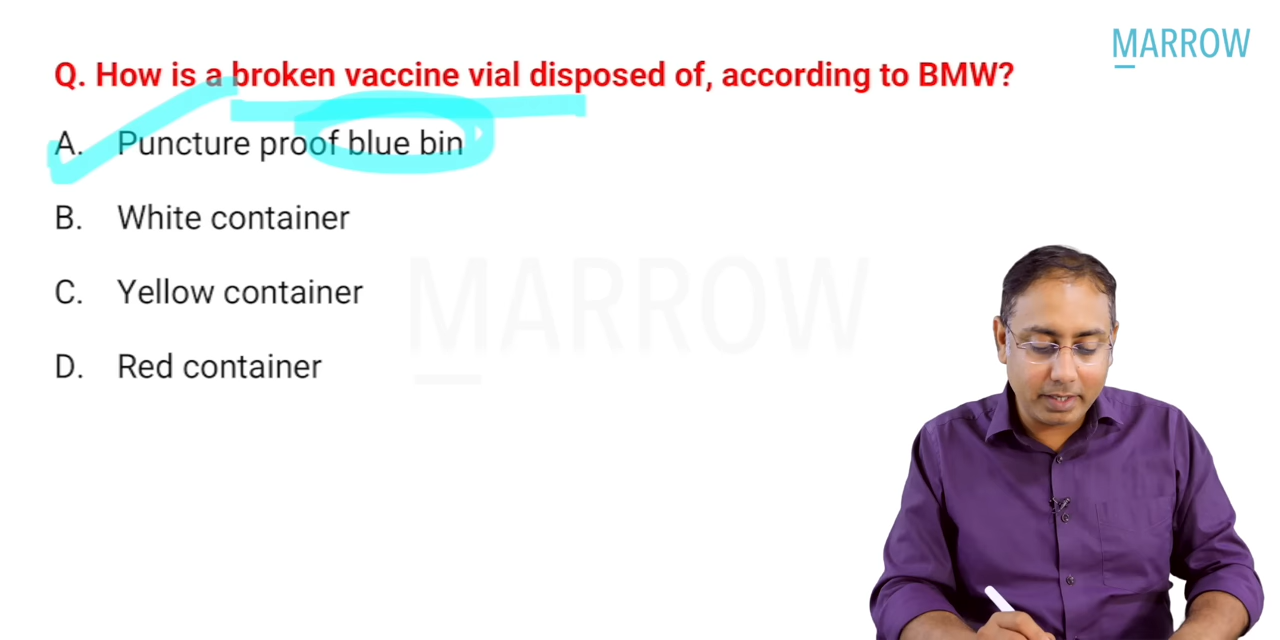 MARROW
Q. How is a broken vaccine vial disposed of, according to BMW?
A. Puncture proof blue bin
B. White container
C. Yellow container
D. Red container
MARROW